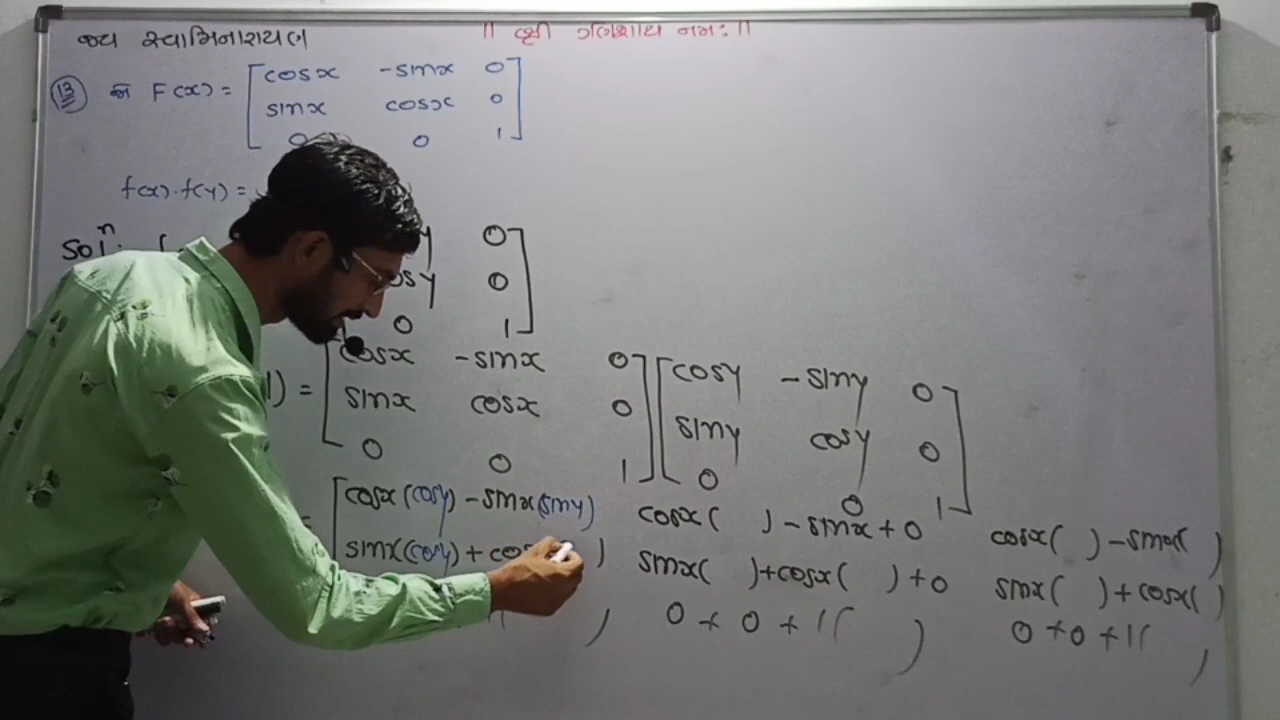 જય સ્વામિનારાયણ
|| શ્રી ગણેશાય નમઃ ||
13 જો F(x) = [ cosx -sinx 0
sinx cosx 0
0 0 1 ]
f(x).f(y) =
Solⁿ:
y 0 ]
osy 0
0 1
1) = [ cosx -sinx 0 ] [ cosy -siny 0 ]
sinx cosx 0 siny cosy 0
0 0 1 0 0 1
= [ cosx(cosy) - sinx(siny) cosx( ) - sinx + 0 cosx( ) - sinx( )
sinx(cosy) + cos ) sinx( ) + cosx( ) + 0 sinx( ) + cosx( )
) 0 + 0 + 1( ) 0 + 0 + 1( )